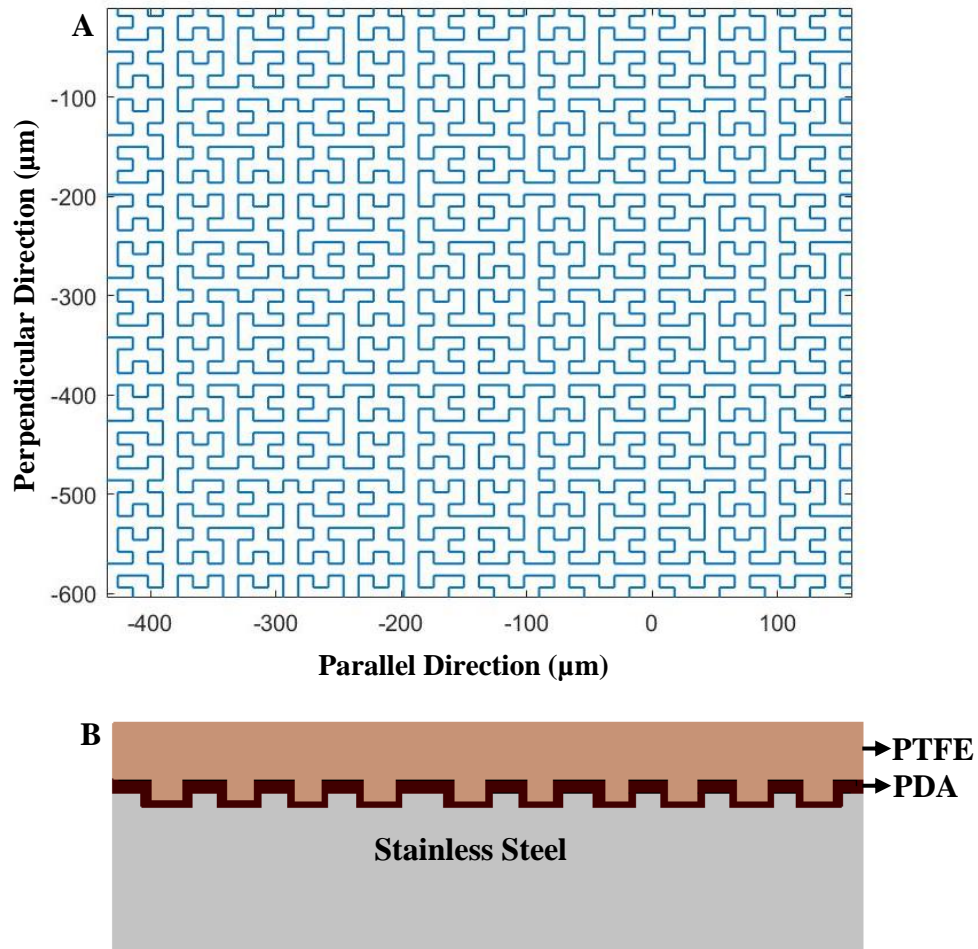 A
-100
-200
-300
-400
-500
-600
Perpendicular Direction (µm)
-400 -300 -200 -100 0 100
Parallel Direction (µm)
B
PTFE
PDA
Stainless Steel